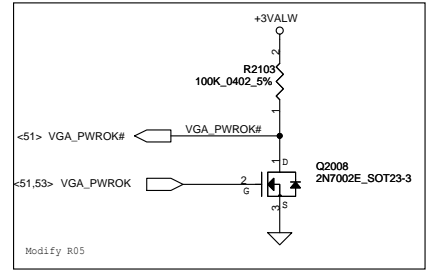 +3VALW
2
R2103
100K_0402_5%
1
<51> VGA_PWROK#
VGA_PWROK#
1
D
Q2008
2N7002E_SOT23-3
<51,53> VGA_PWROK
2
G
3
S
Modify R05